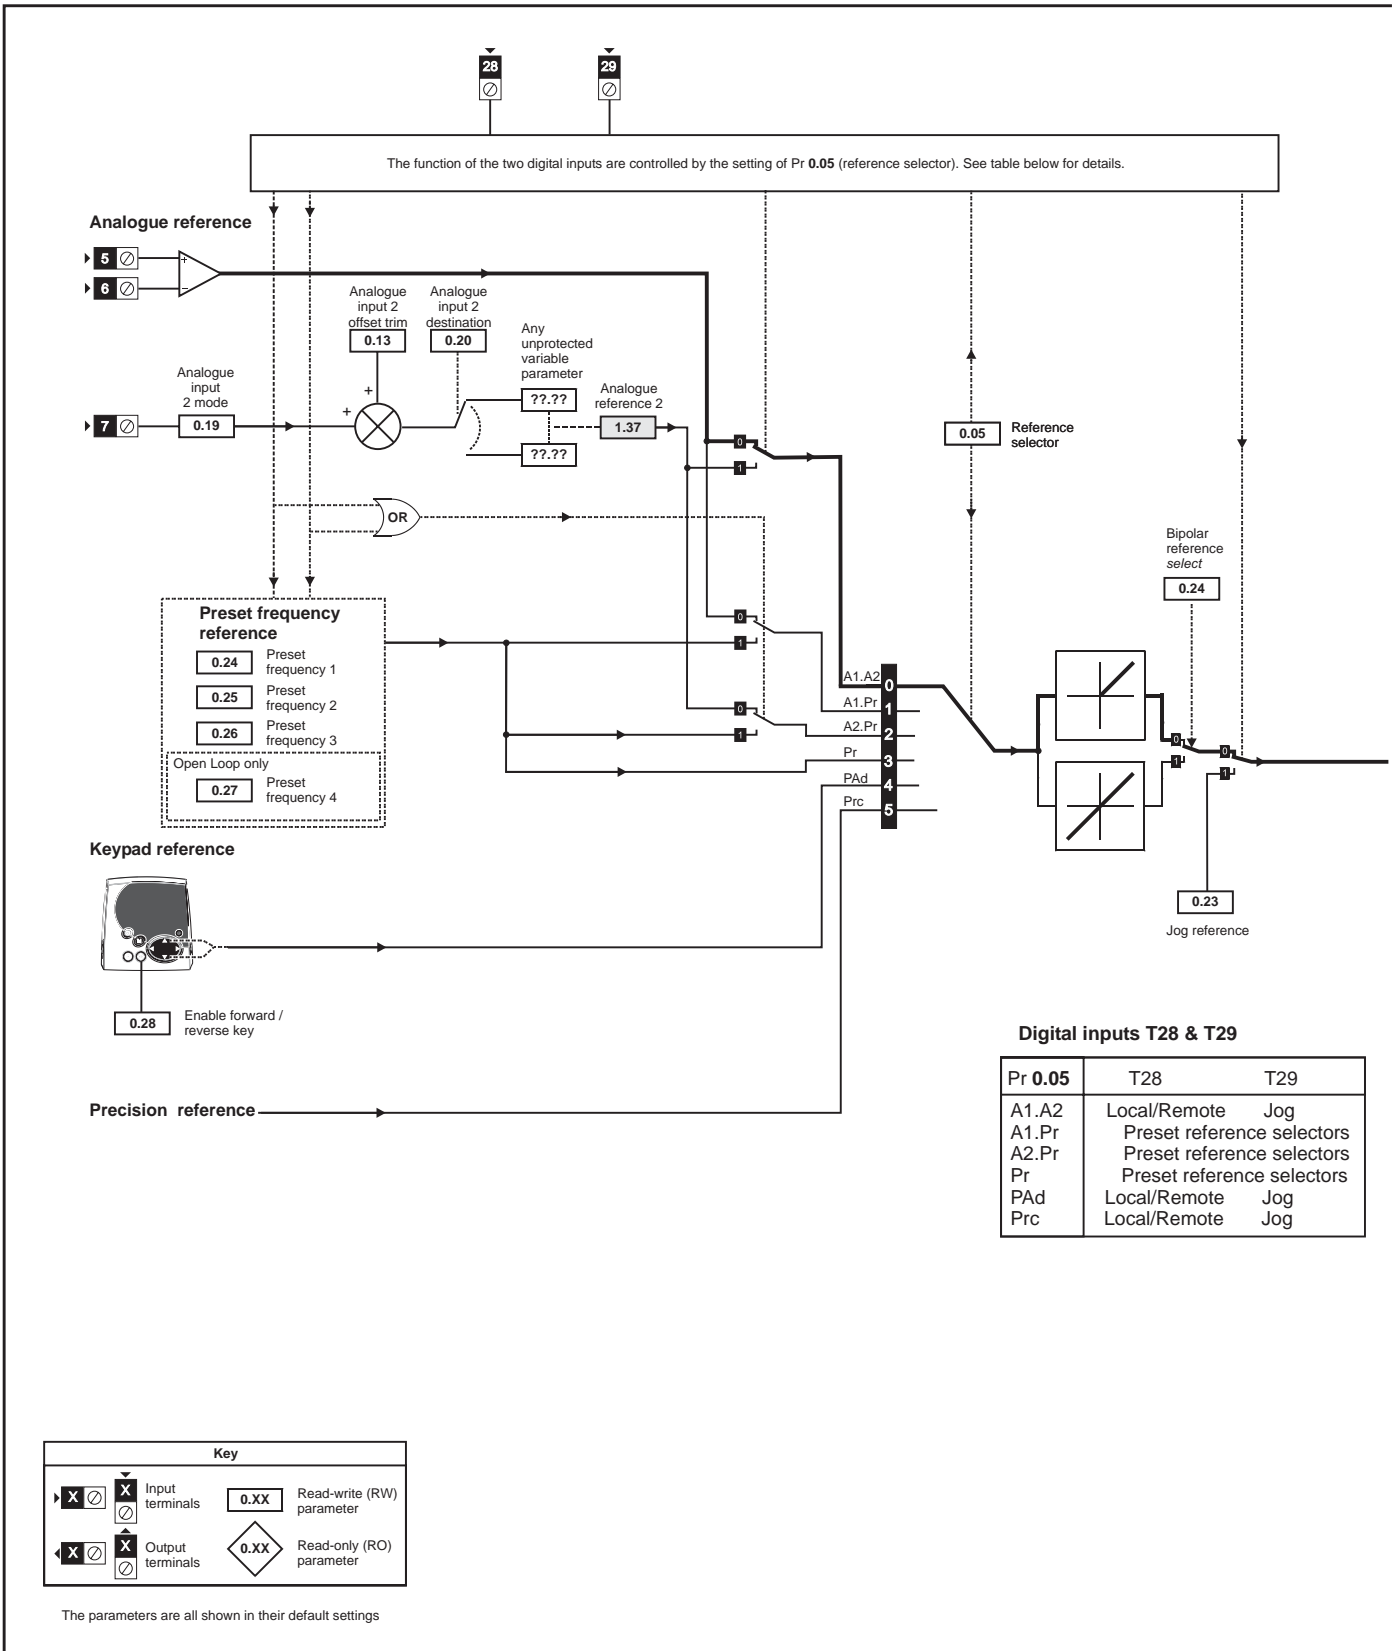 28
29
The function of the two digital inputs are controlled by the setting of Pr 0.05 (reference selector). See table below for details.
Analogue reference
5
+
6
−
Analogue
input 2
offset trim
0.13
Analogue
input 2
destination
0.20
Any
unprotected
variable
parameter
??.??
??.??
Analogue
reference 2
1.37
Analogue
input
2 mode
0.19
7
+
+
0
1
0.05
Reference
selector
OR
Bipolar
reference
select
0.24
Preset frequency
reference
0.24
Preset
frequency 1
0.25
Preset
frequency 2
0.26
Preset
frequency 3
Open Loop only
0.27
Preset
frequency 4
0
1
0
1
A1.A2
0
A1.Pr
1
A2.Pr
2
Pr
3
PAd
4
Prc
5
0
1
0
1
0.23
Jog reference
Keypad reference
0.28
Enable forward /
reverse key
Precision reference
Digital inputs T28 & T29
Pr 0.05 T28 T29
A1.A2 Local/Remote Jog
A1.Pr Preset reference selectors
A2.Pr Preset reference selectors
Pr Preset reference selectors
PAd Local/Remote Jog
Prc Local/Remote Jog
Key
X
X
Input
terminals
0.XX
Read-write (RW)
parameter
X
X
Output
terminals
0.XX
Read-only (RO)
parameter
The parameters are all shown in their default settings